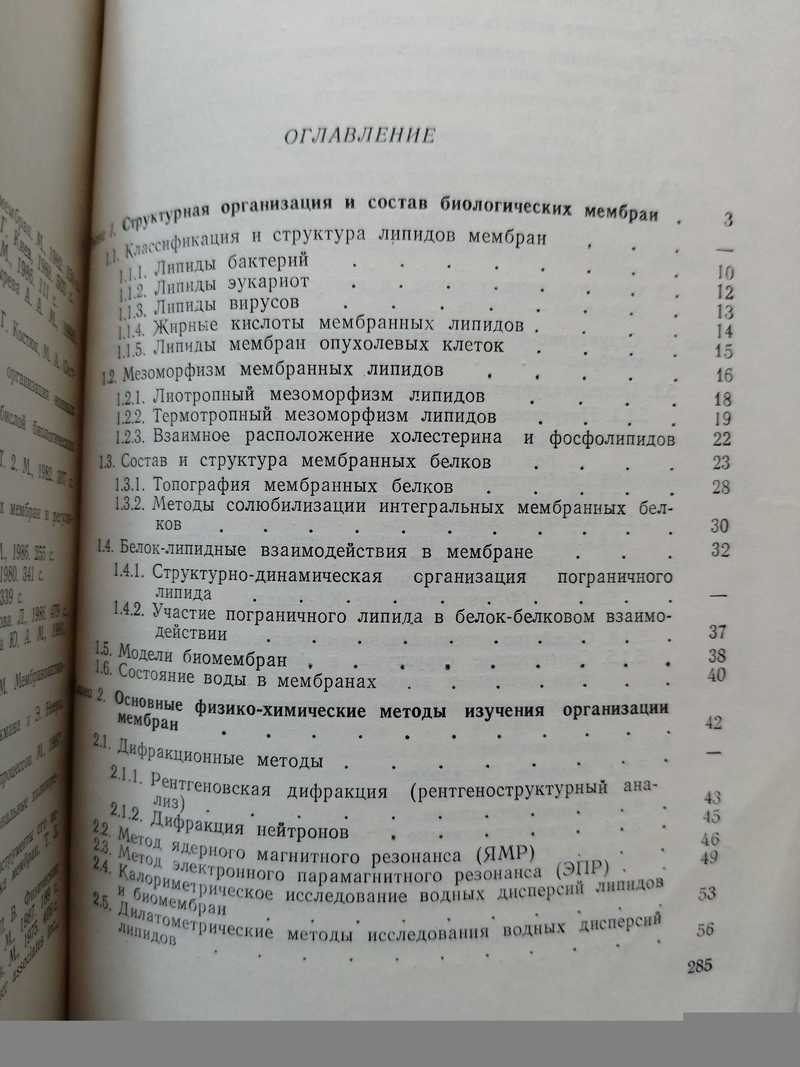 ОГЛАВЛЕНИЕ
1. Структурная организация и состав биологических мембран . 3
1.1. Классификация и структура липидов мембран . . . —
1.1.1. Липиды бактерий . . . . . . . 10
1.1.2. Липиды эукариот . . . . . . . 12
1.1.3. Липиды вирусов . . . . . . . 13
1.1.4. Жирные кислоты мембранных липидов . . . . 14
1.1.5. Липиды мембран опухолевых клеток . . . . 15
1.2. Мезоморфизм мембранных липидов . . . . . 16
1.2.1. Лиотропный мезоморфизм липидов . . . . 18
1.2.2. Термотропный мезоморфизм липидов . . . . 19
1.2.3. Взаимное расположение холестерина и фосфолипидов 22
1.3. Состав и структура мембранных белков . . . . 23
1.3.1. Топография мембранных белков . . . . . 28
1.3.2. Методы солюбилизации интегральных мембранных бел-
ков . . . . . . . . . . . 30
1.4. Белок-липидные взаимодействия в мембране . . . 32
1.4.1. Структурно-динамическая организация пограничного
липида . . . . . . . . . . —
1.4.2. Участие пограничного липида в белок-белковом взаимо-
действии . . . . . . . . . 37
1.5. Модели биомембран . . . . . . . . 38
1.6. Состояние воды в мембранах . . . . . . 40
2. Основные физико-химические методы изучения организации
мембран . . . . . . . . . . . 42
2.1. Дифракционные методы . . . . . . . —
2.1.1. Рентгеновская дифракция (рентгеноструктурный ана-
лиз) . . . . . . . . . . 43
2.1.2. Дифракция нейтронов . . . . . . 45
2.2. Метод ядерного магнитного резонанса (ЯМР) . . . 46
2.3. Метод электронного парамагнитного резонанса (ЭПР) . . 49
2.4. Калориметрическое исследование водных дисперсий липидов
и биомембран . . . . . . . . . 53
2.5. Дилатометрические методы исследования водных дисперсий
липидов . . . . . . . . . . 56
285